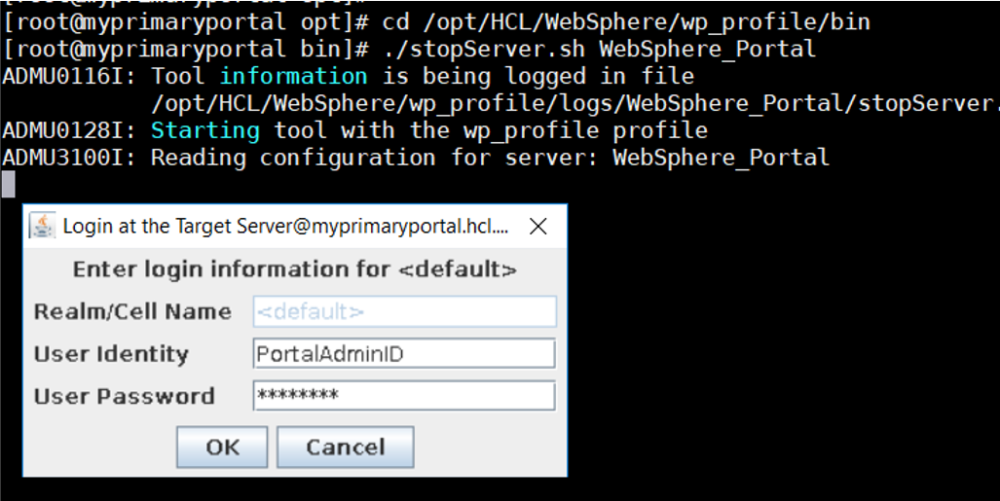 [root@myprimaryportal opt]#
[root@myprimaryportal opt]# cd /opt/HCL/WebSphere/wp_profile/bin
[root@myprimaryportal bin]# ./stopServer.sh WebSphere_Portal
ADMU0116I: Tool information is being logged in file
/opt/HCL/WebSphere/wp_profile/logs/WebSphere_Portal/stopServer.
ADMU0128I: Starting tool with the wp_profile profile
ADMU3100I: Reading configuration for server: WebSphere_Portal
Login at the Target Server@myprimaryportal.hcl....
Enter login information for <default>
Realm/Cell Name <default>
User Identity PortalAdminID
User Password ********
OK Cancel